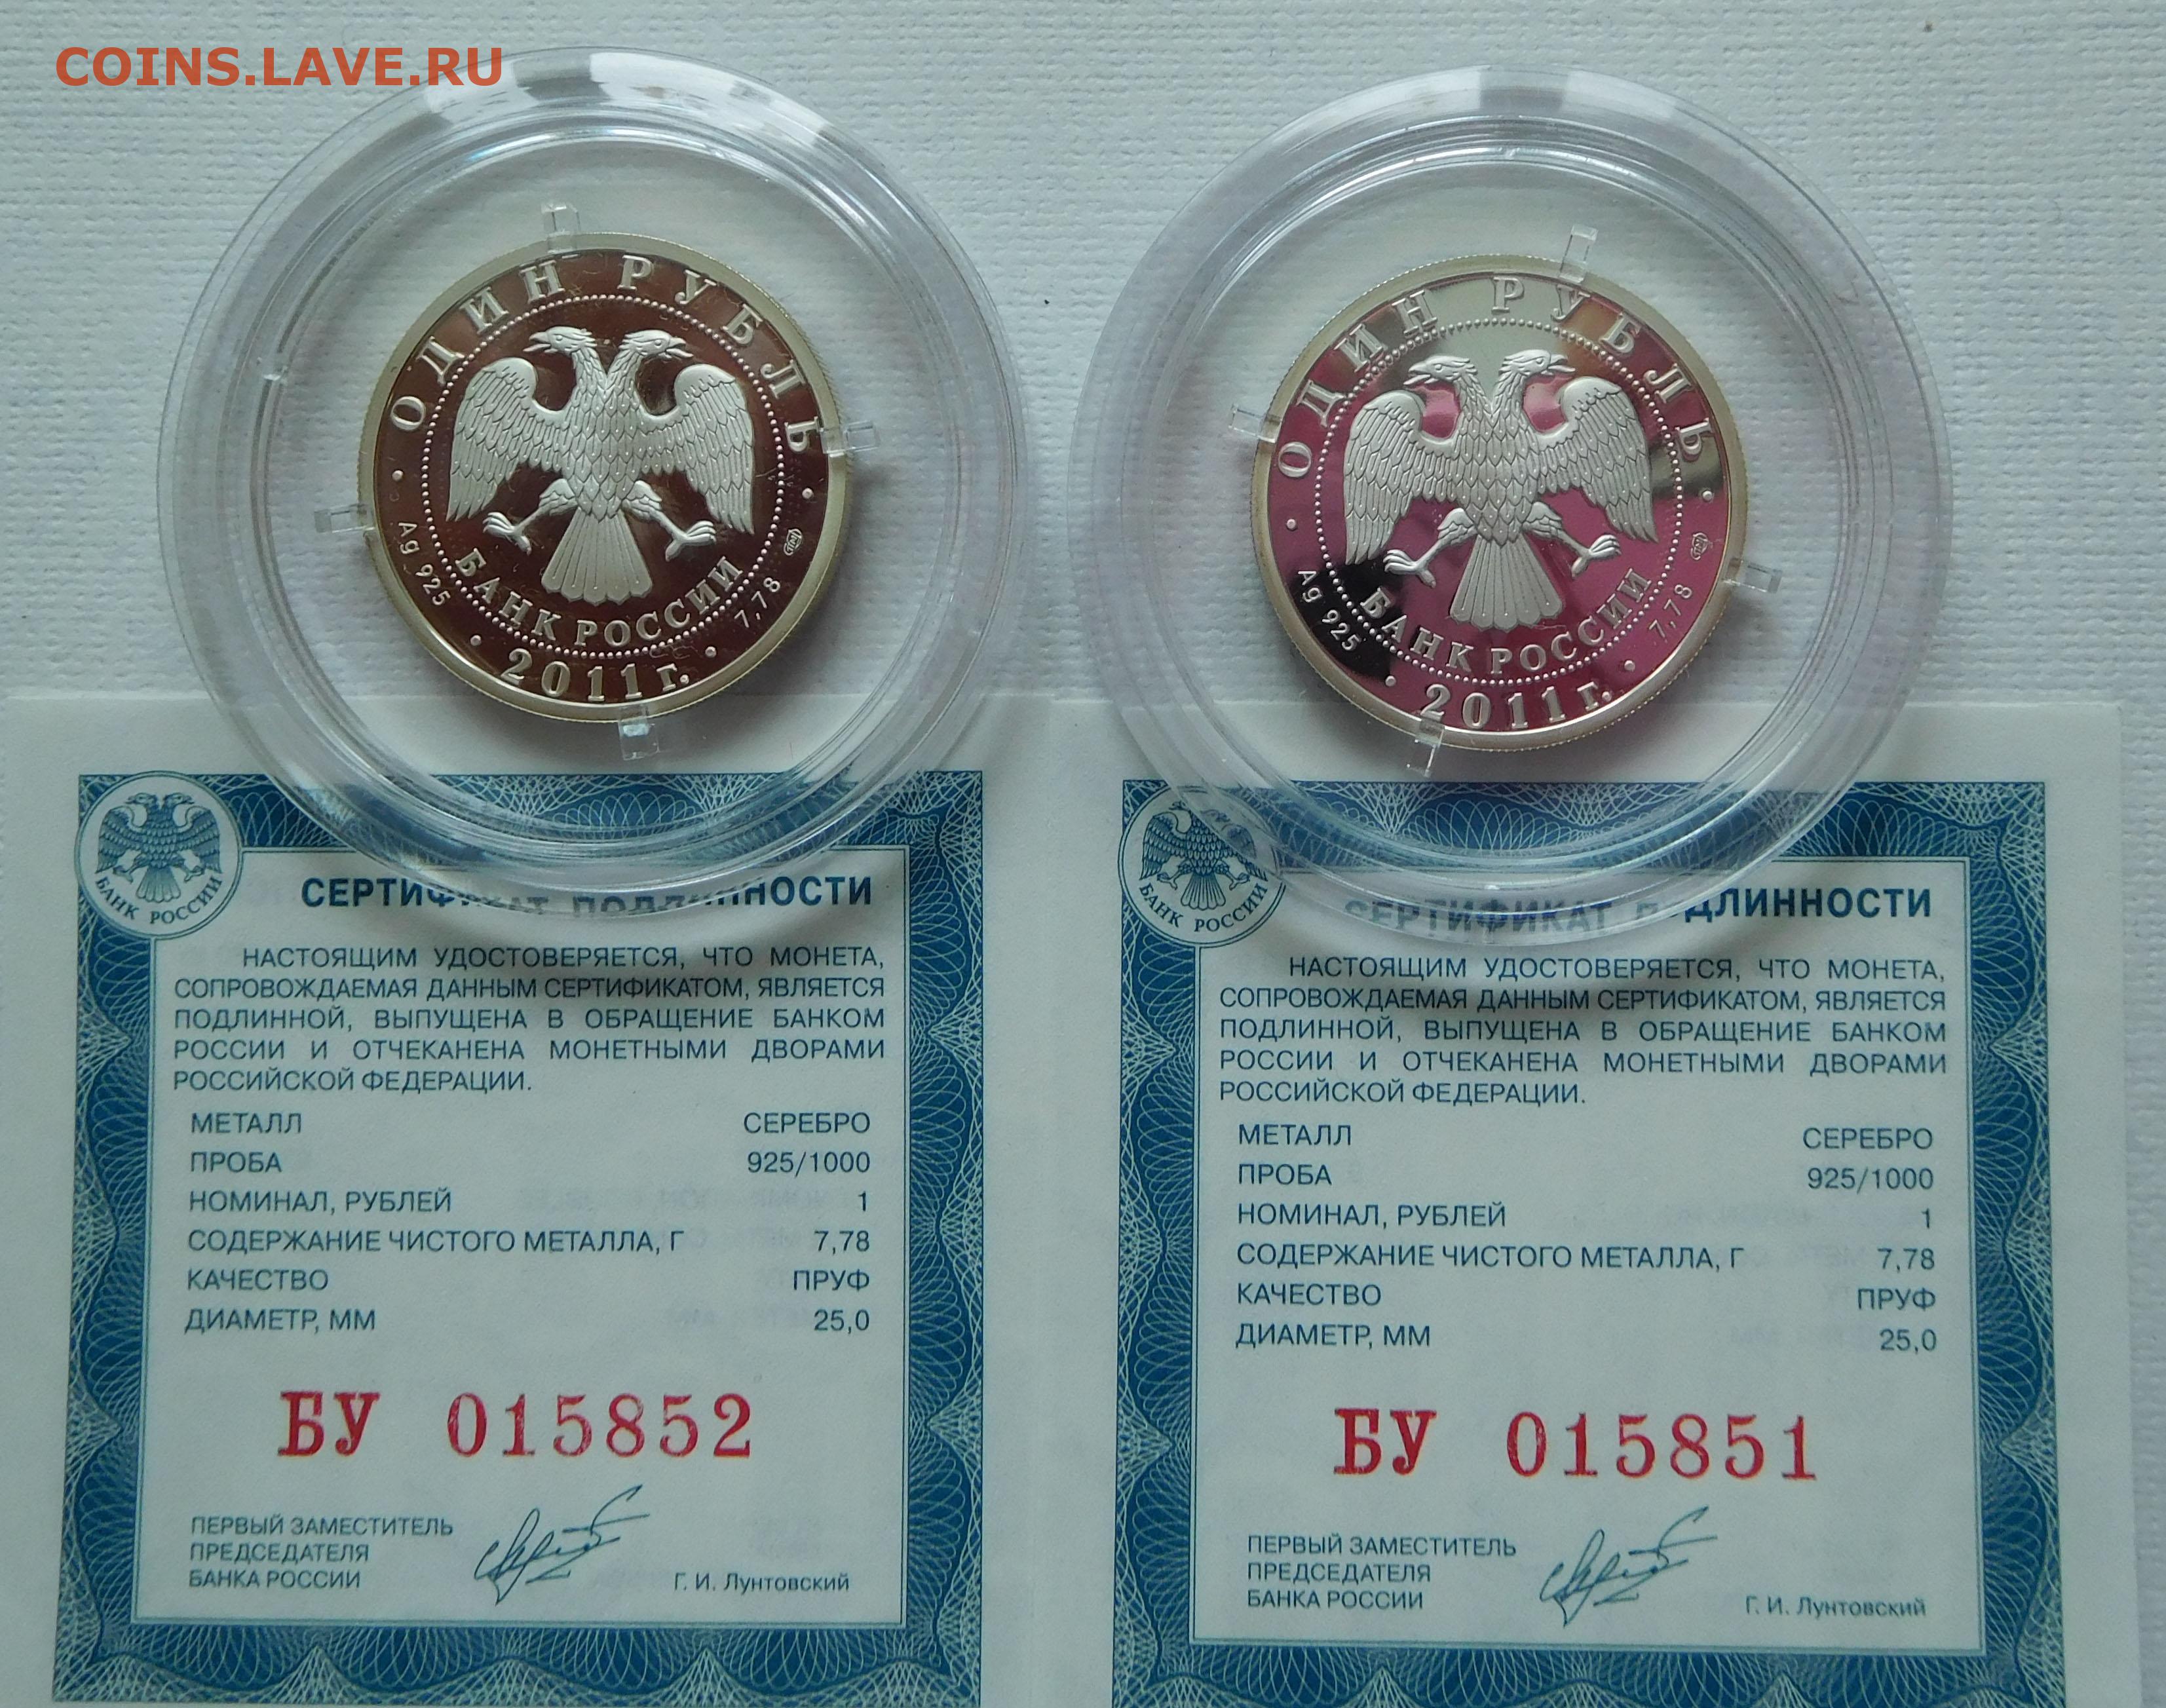 COINS.LAVE.RU
ОДИН РУБЛЬ
Ag 925
БАНК РОССИИ
7,78
2011 г.
ОДИН РУБЛЬ
Ag 925
БАНК РОССИИ
7,78
2011 г.
БАНК РОССИИ
СЕРТИФИКАТ ПОДЛИННОСТИ
НАСТОЯЩИМ УДОСТОВЕРЯЕТСЯ, ЧТО МОНЕТА,
СОПРОВОЖДАЕМАЯ ДАННЫМ СЕРТИФИКАТОМ, ЯВЛЯЕТСЯ
ПОДЛИННОЙ, ВЫПУЩЕНА В ОБРАЩЕНИЕ БАНКОМ
РОССИИ И ОТЧЕКАНЕНА МОНЕТНЫМИ ДВОРАМИ
РОССИЙСКОЙ ФЕДЕРАЦИИ.
МЕТАЛЛ СЕРЕБРО
ПРОБА 925/1000
НОМИНАЛ, РУБЛЕЙ 1
СОДЕРЖАНИЕ ЧИСТОГО МЕТАЛЛА, Г 7,78
КАЧЕСТВО ПРУФ
ДИАМЕТР, ММ 25,0
БУ 015852
ПЕРВЫЙ ЗАМЕСТИТЕЛЬ
ПРЕДСЕДАТЕЛЯ
БАНКА РОССИИ Г. И. Лунтовский
БАНК РОССИИ
СЕРТИФИКАТ ПОДЛИННОСТИ
НАСТОЯЩИМ УДОСТОВЕРЯЕТСЯ, ЧТО МОНЕТА,
СОПРОВОЖДАЕМАЯ ДАННЫМ СЕРТИФИКАТОМ, ЯВЛЯЕТСЯ
ПОДЛИННОЙ, ВЫПУЩЕНА В ОБРАЩЕНИЕ БАНКОМ
РОССИИ И ОТЧЕКАНЕНА МОНЕТНЫМИ ДВОРАМИ
РОССИЙСКОЙ ФЕДЕРАЦИИ.
МЕТАЛЛ СЕРЕБРО
ПРОБА 925/1000
НОМИНАЛ, РУБЛЕЙ 1
СОДЕРЖАНИЕ ЧИСТОГО МЕТАЛЛА, Г 7,78
КАЧЕСТВО ПРУФ
ДИАМЕТР, ММ 25,0
БУ 015851
ПЕРВЫЙ ЗАМЕСТИТЕЛЬ
ПРЕДСЕДАТЕЛЯ
БАНКА РОССИИ Г. И. Лунтовский